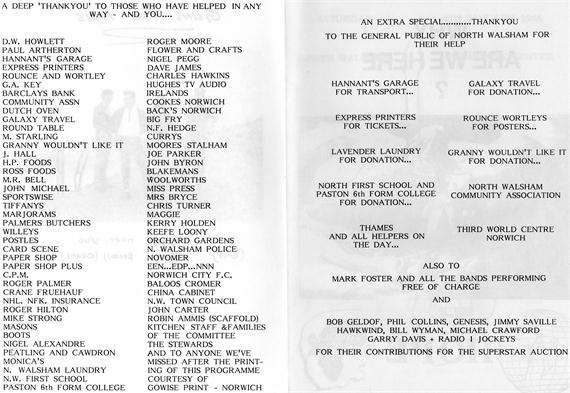 A DEEP 'THANKYOU' TO THOSE WHO HAVE HELPED IN ANY
WAY - AND YOU....
D.W. HOWLETT
PAUL ARTHERTON
HANNANT'S GARAGE
EXPRESS PRINTERS
ROUNCE AND WORTLEY
G.A. KEY
BARCLAYS BANK
COMMUNITY ASSN
DUTCH OVEN
GALAXY TRAVEL
ROUND TABLE
M. STARLING
GRANNY WOULDN'T LIKE IT
J. HALL
H.P. FOODS
ROSS FOODS
M.R. BELL
JOHN MICHAEL
SPORTSWISE
TIFFANYS
MARJORAMS
PALMERS BUTCHERS
WILLEYS
POSTLES
CARD SCENE
PAPER SHOP
PAPER SHOP PLUS
C.P.M.
ROGER PALMER
CRANE FRUEHAUF
NHL. NFK. INSURANCE
ROGER HILTON
MIKE STRONG
MASONS
BOOTS
NIGEL ALEXANDRE
PEATLING AND CAWDRON
MONICA'S
N. WALSHAM LAUNDRY
N.W. FIRST SCHOOL
PASTON 6th FORM COLLEGE
ROGER MOORE
FLOWER AND CRAFTS
NIGEL PEGG
DAVE JAMES
CHARLES HAWKINS
HUGHES TV AUDIO
IRELANDS
COOKES NORWICH
BACK'S NORWICH
BIG FRY
N.F. HEDGE
CURRYS
MOORES STALHAM
JOE PARKER
JOHN BYRON
BLAKEMANS
WOOLWORTHS
MISS PRESS
MRS BRYCE
CHRIS TURNER
MAGGIE
KERRY HOLDEN
KEEFE LOONY
ORCHARD GARDENS
N. WALSHAM POLICE
NOVOMER
EEN...EDP...NNN
NORWICH CITY F.C.
BALOOS CROMER
CHINA CABINET
N.W. TOWN COUNCIL
JOHN CARTER
ROBIN AMMIS (SCAFFOLD)
KITCHEN STAFF &FAMILIES
OF THE COMMITTEE
THE STEWARDS
AND TO ANYONE WE'VE
MISSED AFTER THE PRINT-
ING OF THIS PROGRAMME
COURTESY OF
GOWISE PRINT - NORWICH
AN EXTRA SPECIAL............THANKYOU
TO THE GENERAL PUBLIC OF NORTH WALSHAM FOR
THEIR HELP
HANNANT'S GARAGE
FOR TRANSPORT...
GALAXY TRAVEL
FOR DONATION...
EXPRESS PRINTERS
FOR TICKETS...
ROUNCE WORTLEYS
FOR POSTERS...
LAVENDER LAUNDRY
FOR DONATION...
GRANNY WOULDN'T LIKE IT
FOR DONATION...
NORTH FIRST SCHOOL AND
PASTON 6th FORM COLLEGE
FOR DONATION...
NORTH WALSHAM
COMMUNITY ASSOCIATION
THAMES
AND ALL HELPERS ON
THE DAY...
THIRD WORLD CENTRE
NORWICH
ALSO TO
MARK FOSTER AND ALL THE BANDS PERFORMING
FREE OF CHARGE
AND
BOB GELDOF, PHIL COLLINS, GENESIS, JIMMY SAVILLE
HAWKWIND, BILL WYMAN, MICHAEL CRAWFORD
GARRY DAVIS + RADIO 1 JOCKEYS
FOR THEIR CONTRIBUTIONS FOR THE SUPERSTAR AUCTION